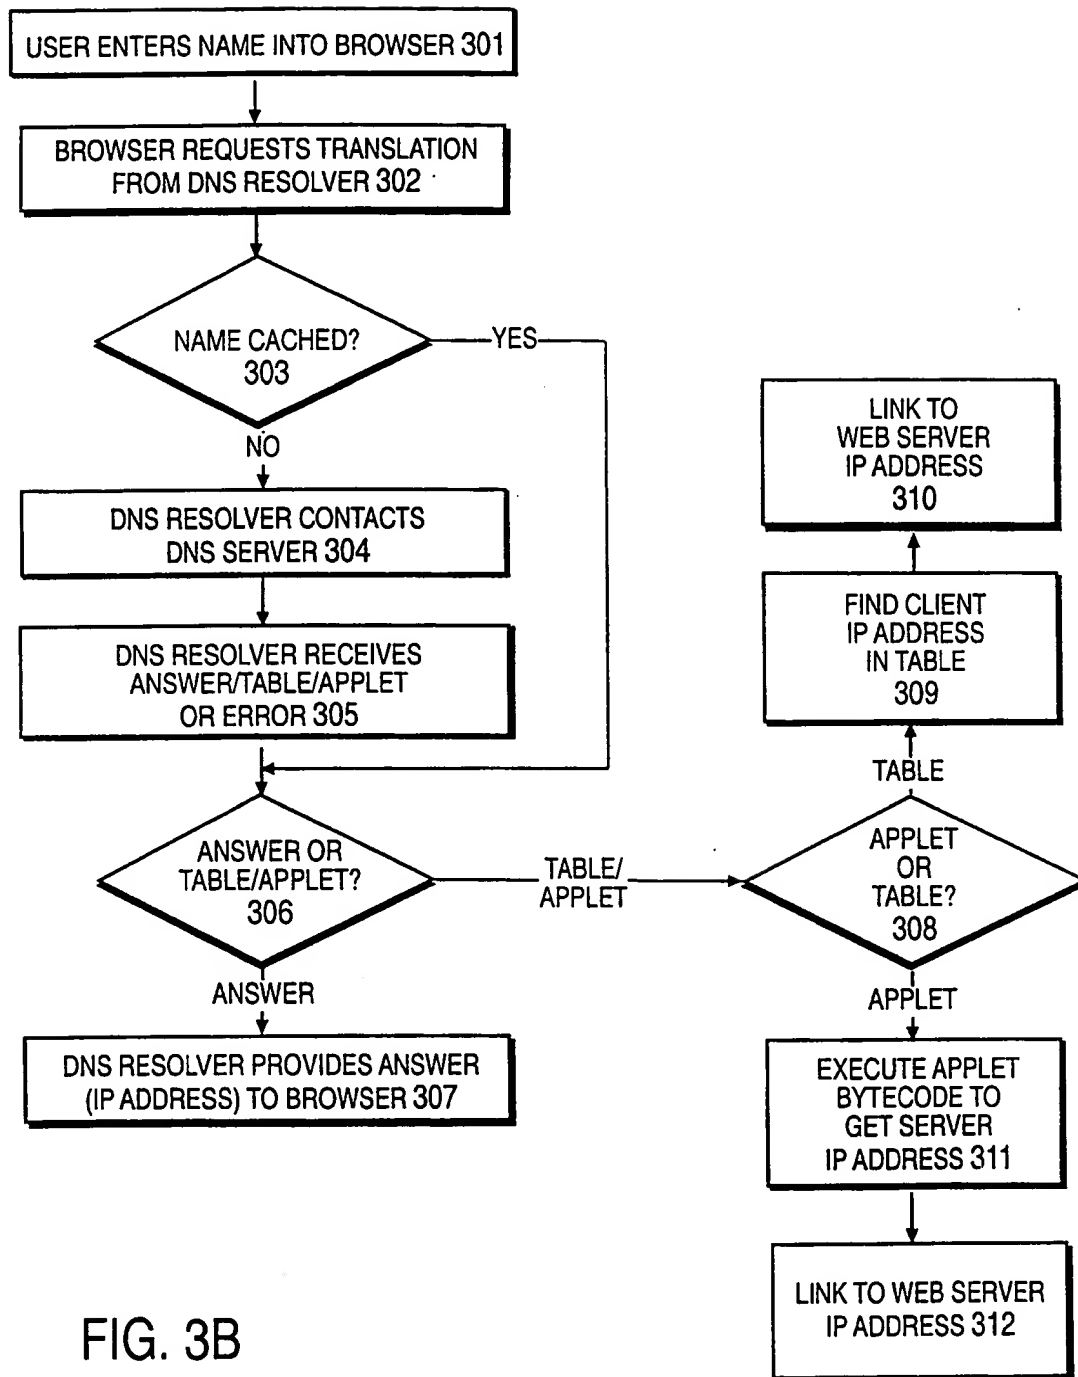 USER ENTERS NAME INTO BROWSER 301
BROWSER REQUESTS TRANSLATION
FROM DNS RESOLVER 302
NAME CACHED?
303
YES
NO
DNS RESOLVER CONTACTS
DNS SERVER 304
DNS RESOLVER RECEIVES
ANSWER/TABLE/APPLET
OR ERROR 305
ANSWER OR
TABLE/APPLET?
306
TABLE/
APPLET
ANSWER
DNS RESOLVER PROVIDES ANSWER
(IP ADDRESS) TO BROWSER 307
LINK TO
WEB SERVER
IP ADDRESS
310
FIND CLIENT
IP ADDRESS
IN TABLE
309
TABLE
APPLET
OR
TABLE?
308
APPLET
EXECUTE APPLET
BYTECODE TO
GET SERVER
IP ADDRESS 311
LINK TO WEB SERVER
IP ADDRESS 312
FIG. 3B